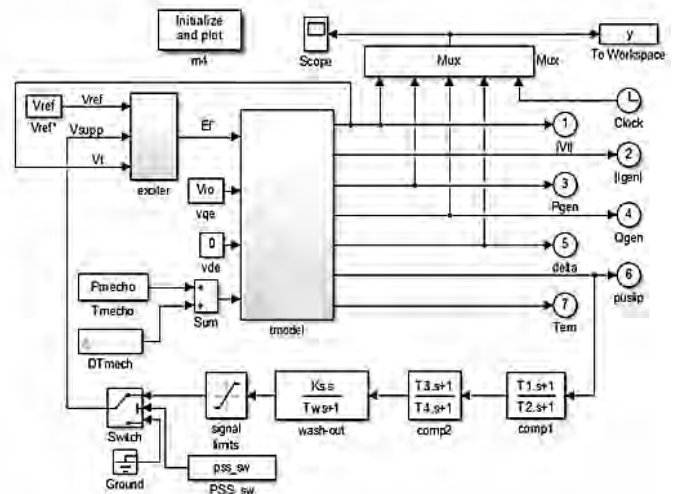 Initialize
and plot
m4
Scope
y
To Workspace
Mux
Mux
Vref
Vref*
Vref
Vsupp
Vt
exciter
Ef
Clock
1
|Vt|
2
|Igen|
3
Pgen
4
Qgen
5
delta
6
puslip
7
Tem
Vio
vqe
0
vde
Pmecho
Tmecho
+
+
Sum
DTmech
tmodel
Switch
Ground
pss_sw
PSS_sw
signal
limits
Ks.s
Tws+1
wash-out
T3.s+1
T4.s+1
comp2
T1.s+1
T2.s+1
comp1